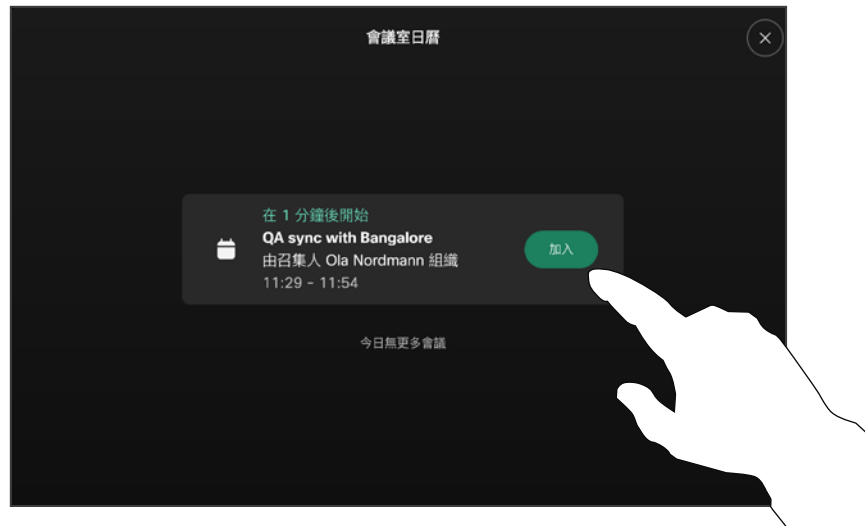 會議室日曆
在 1 分鐘後開始
QA sync with Bangalore
由召集人 Ola Nordmann 組織
11:29 - 11:54
加入
今日無更多會議